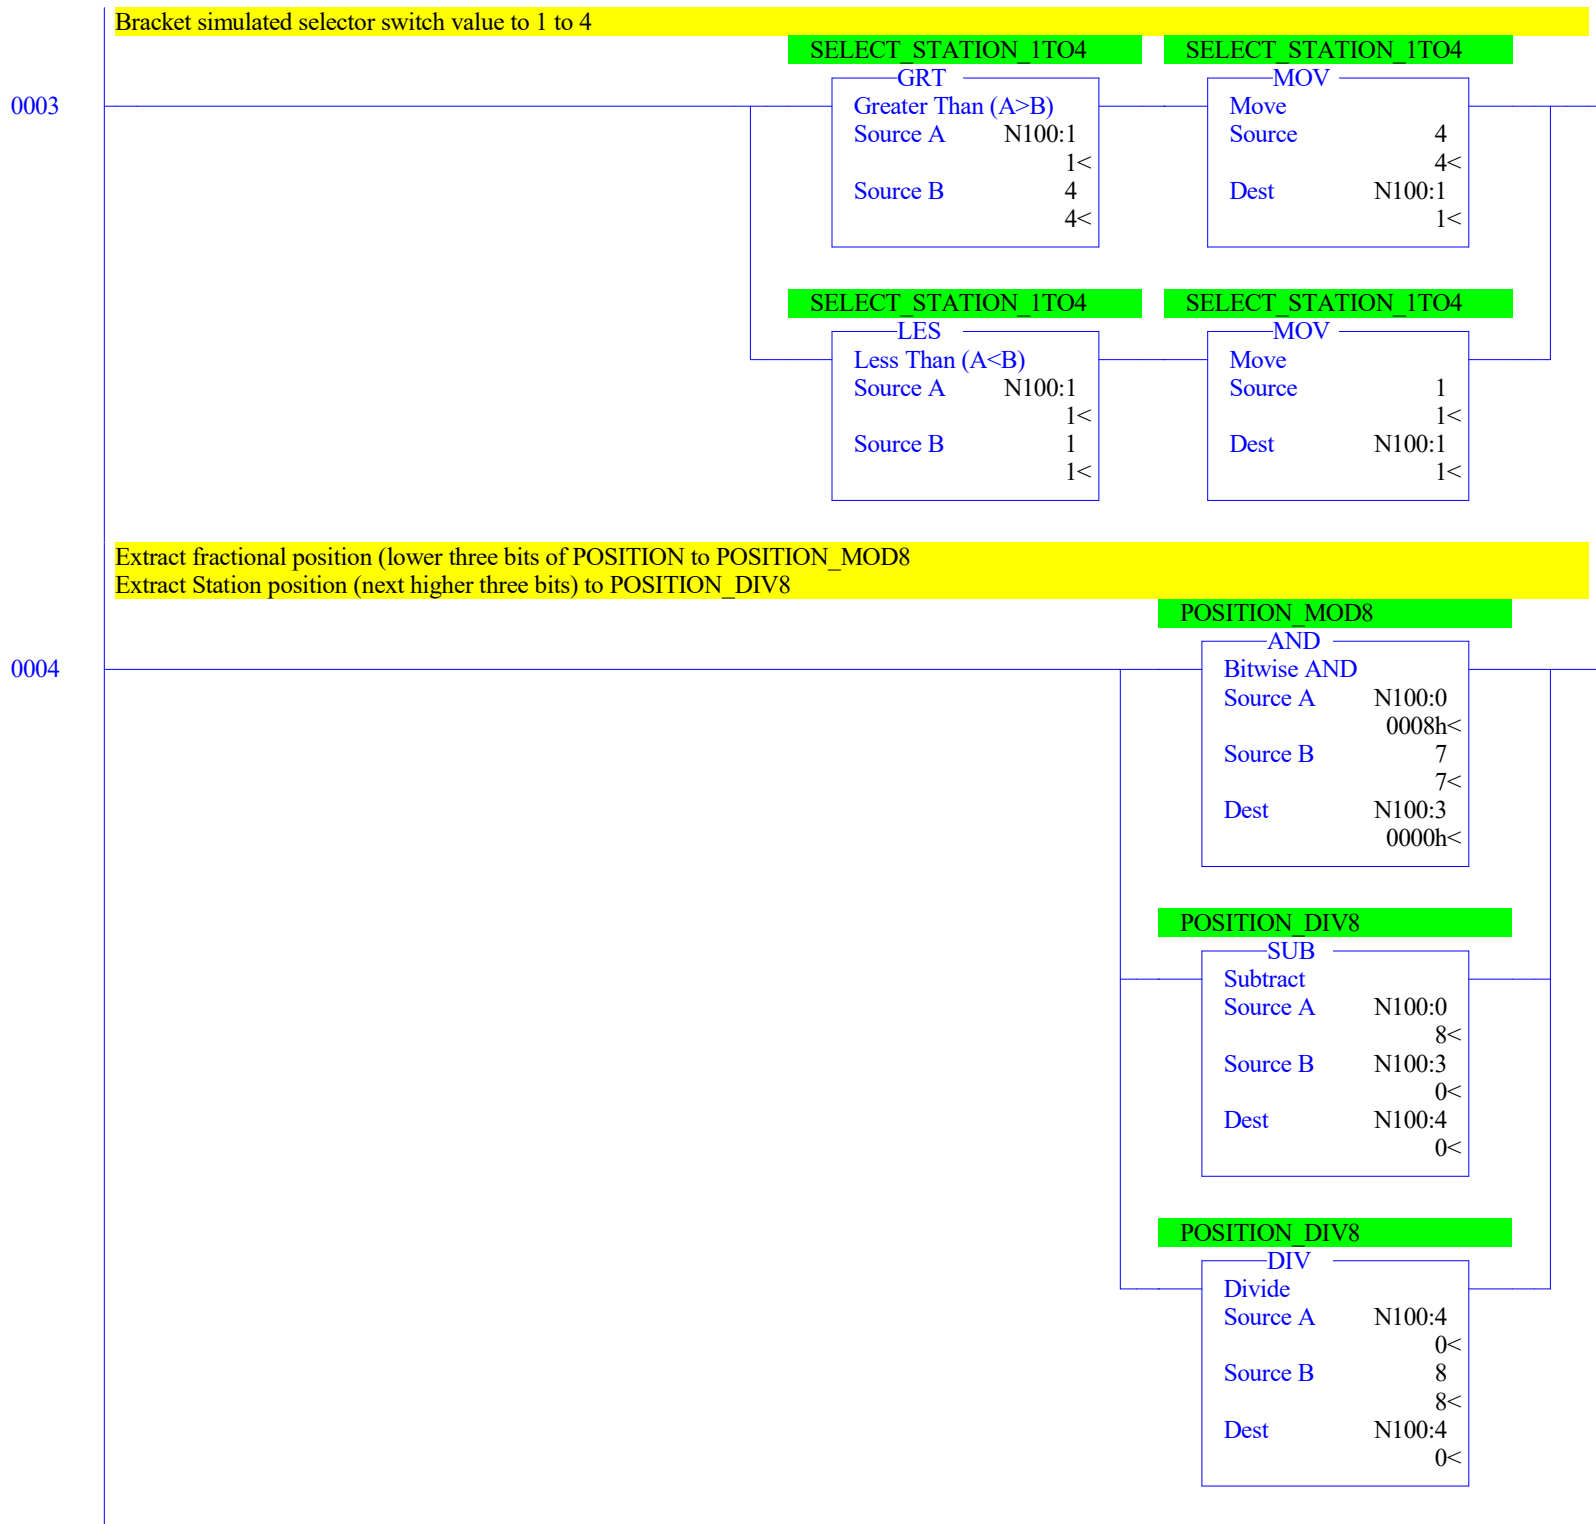 Bracket simulated selector switch value to 1 to 4
SELECT_STATION_1TO4 SELECT_STATION_1TO4
GRT MOV
0003 Greater Than (A>B) Move
Source A N100:1 Source 4
1< 4<
Source B 4 Dest N100:1
4< 1<
SELECT_STATION_1TO4 SELECT_STATION_1TO4
LES MOV
Less Than (A<B) Move
Source A N100:1 Source 1
1< 1<
Source B 1 Dest N100:1
1< 1<
Extract fractional position (lower three bits of POSITION to POSITION_MOD8
Extract Station position (next higher three bits) to POSITION_DIV8
POSITION_MOD8
AND
0004 Bitwise AND
Source A N100:0
0008h<
Source B 7
7<
Dest N100:3
0000h<
POSITION_DIV8
SUB
Subtract
Source A N100:0
8<
Source B N100:3
0<
Dest N100:4
0<
POSITION_DIV8
DIV
Divide
Source A N100:4
0<
Source B 8
8<
Dest N100:4
0<